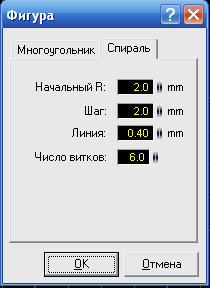 Фигура
Многоугольник Спираль
Начальный R: 2.0 mm
Шаг: 2.0 mm
Линия: 0.40 mm
Число витков: 6.0
OK Отмена